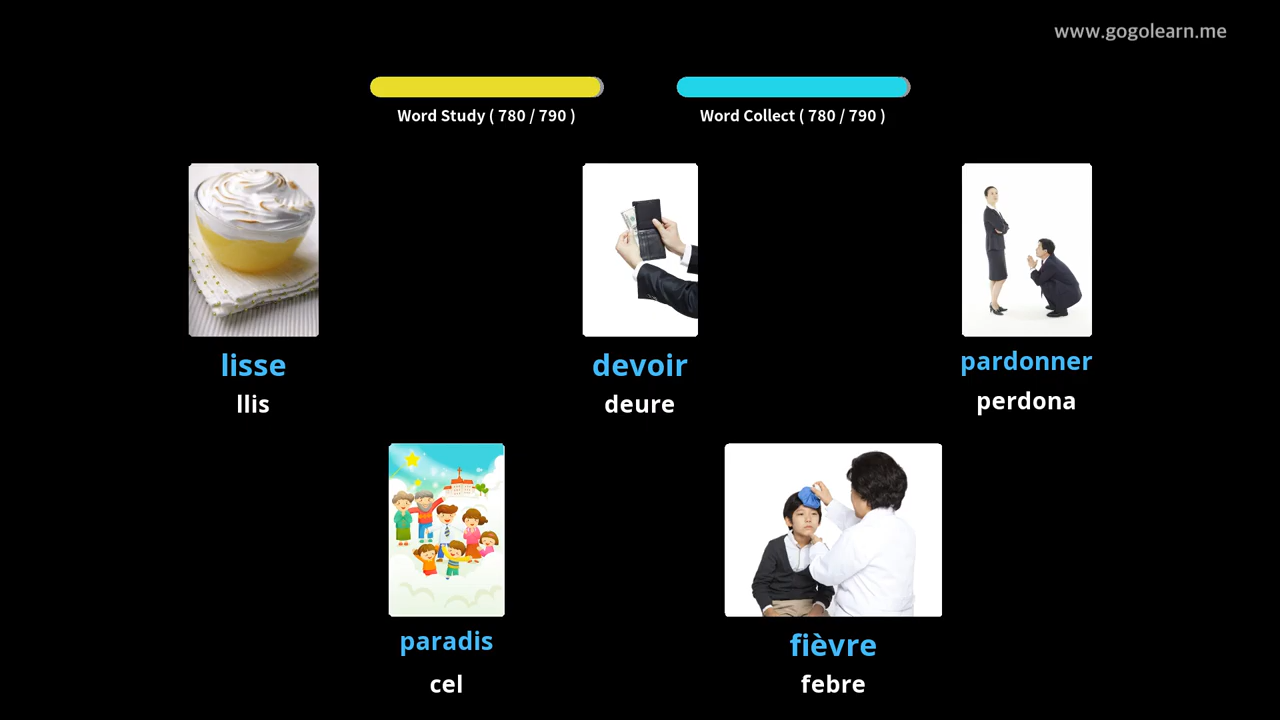 www.gogolearn.me
Word Study ( 780 / 790 )
Word Collect ( 780 / 790 )
lisse
llis
devoir
deure
pardonner
perdona
paradis
cel
fièvre
febre